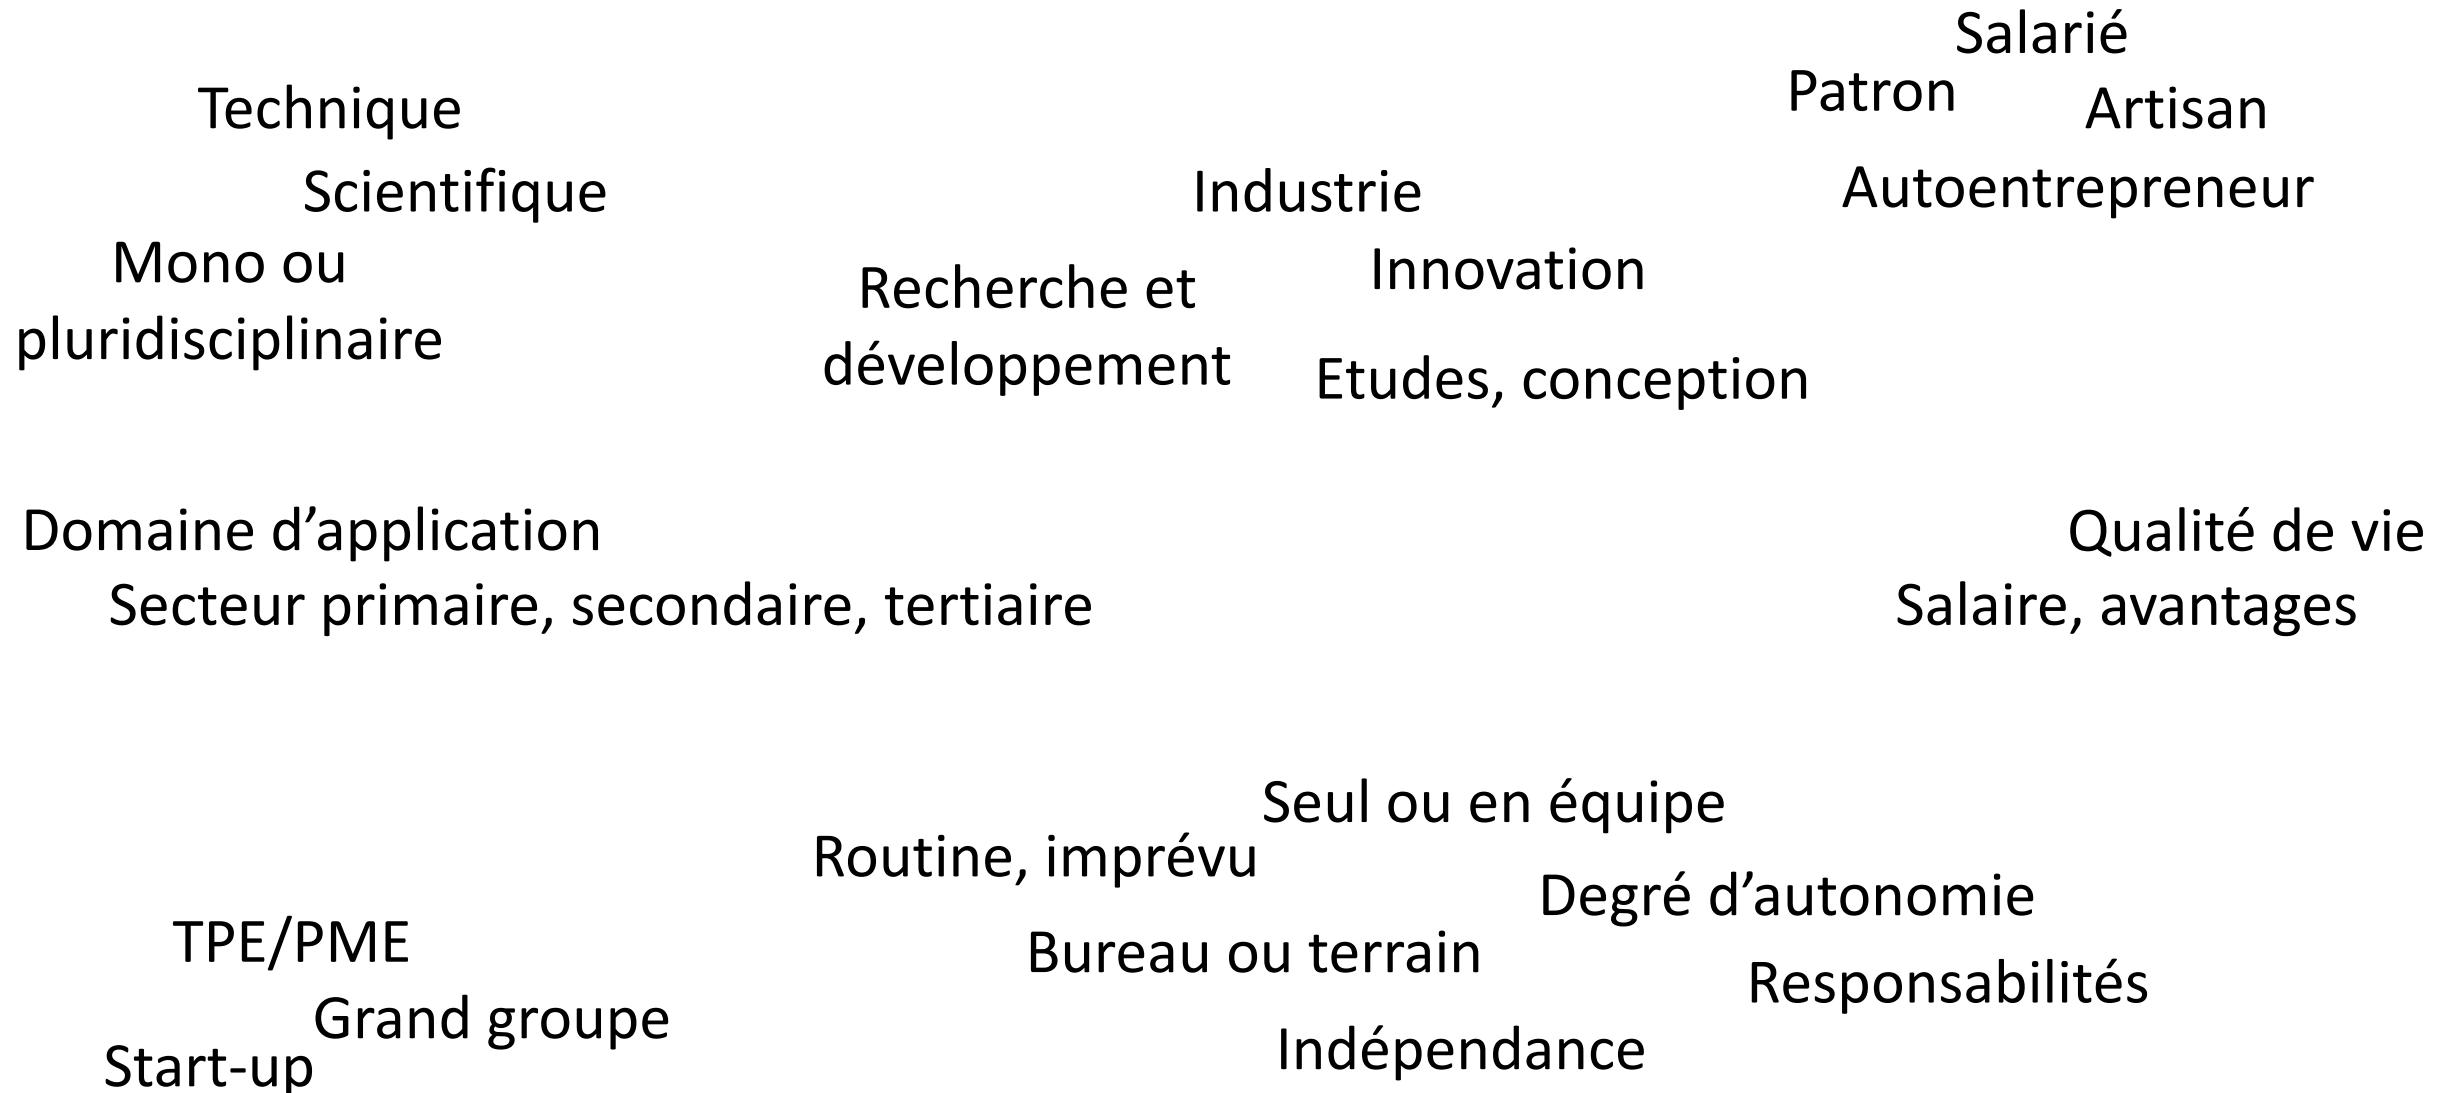 Salarié
Patron
Artisan
Autoentrepreneur
Technique
Scientifique
Mono ou
pluridisciplinaire
Industrie
Innovation
Recherche et
développement
Etudes, conception
Domaine d’application
Secteur primaire, secondaire, tertiaire
Qualité de vie
Salaire, avantages
Seul ou en équipe
Routine, imprévu
Degré d’autonomie
Bureau ou terrain
Responsabilités
Indépendance
TPE/PME
Grand groupe
Start-up